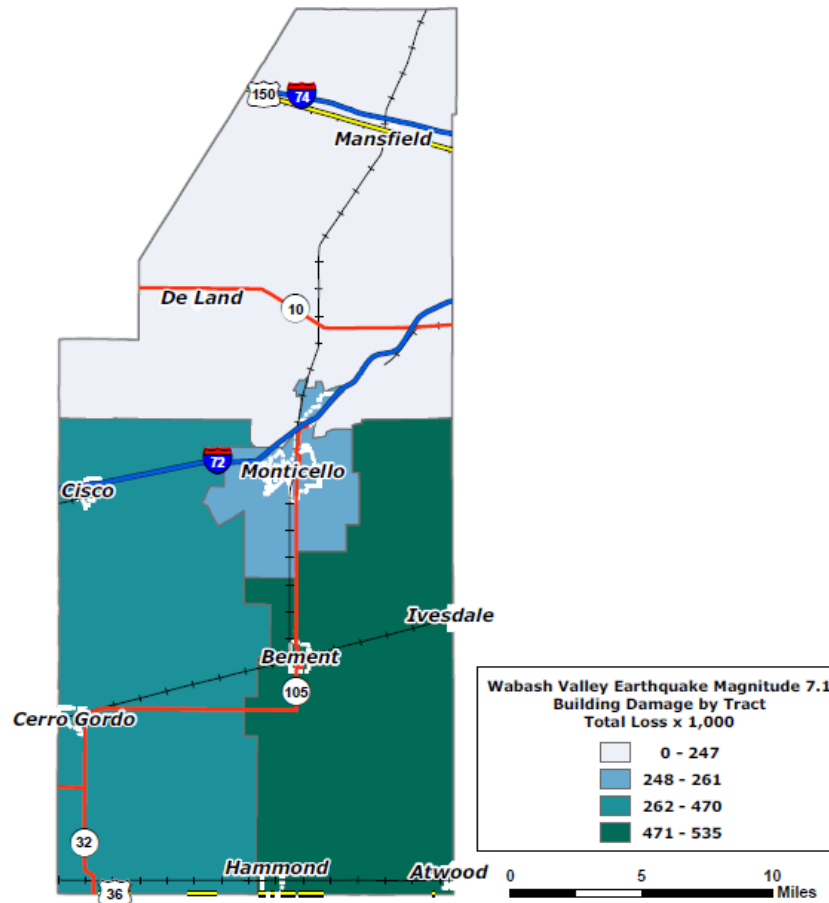 150
74
Mansfield
De Land
10
72
Monticello
Cisco
Ivesdale
Bement
105
Cerro Gordo
32
Hammond
Atwood
36
Wabash Valley Earthquake Magnitude 7.1
Building Damage by Tract
Total Loss x 1,000
0 - 247
248 - 261
262 - 470
471 - 535
0 5 10
Miles